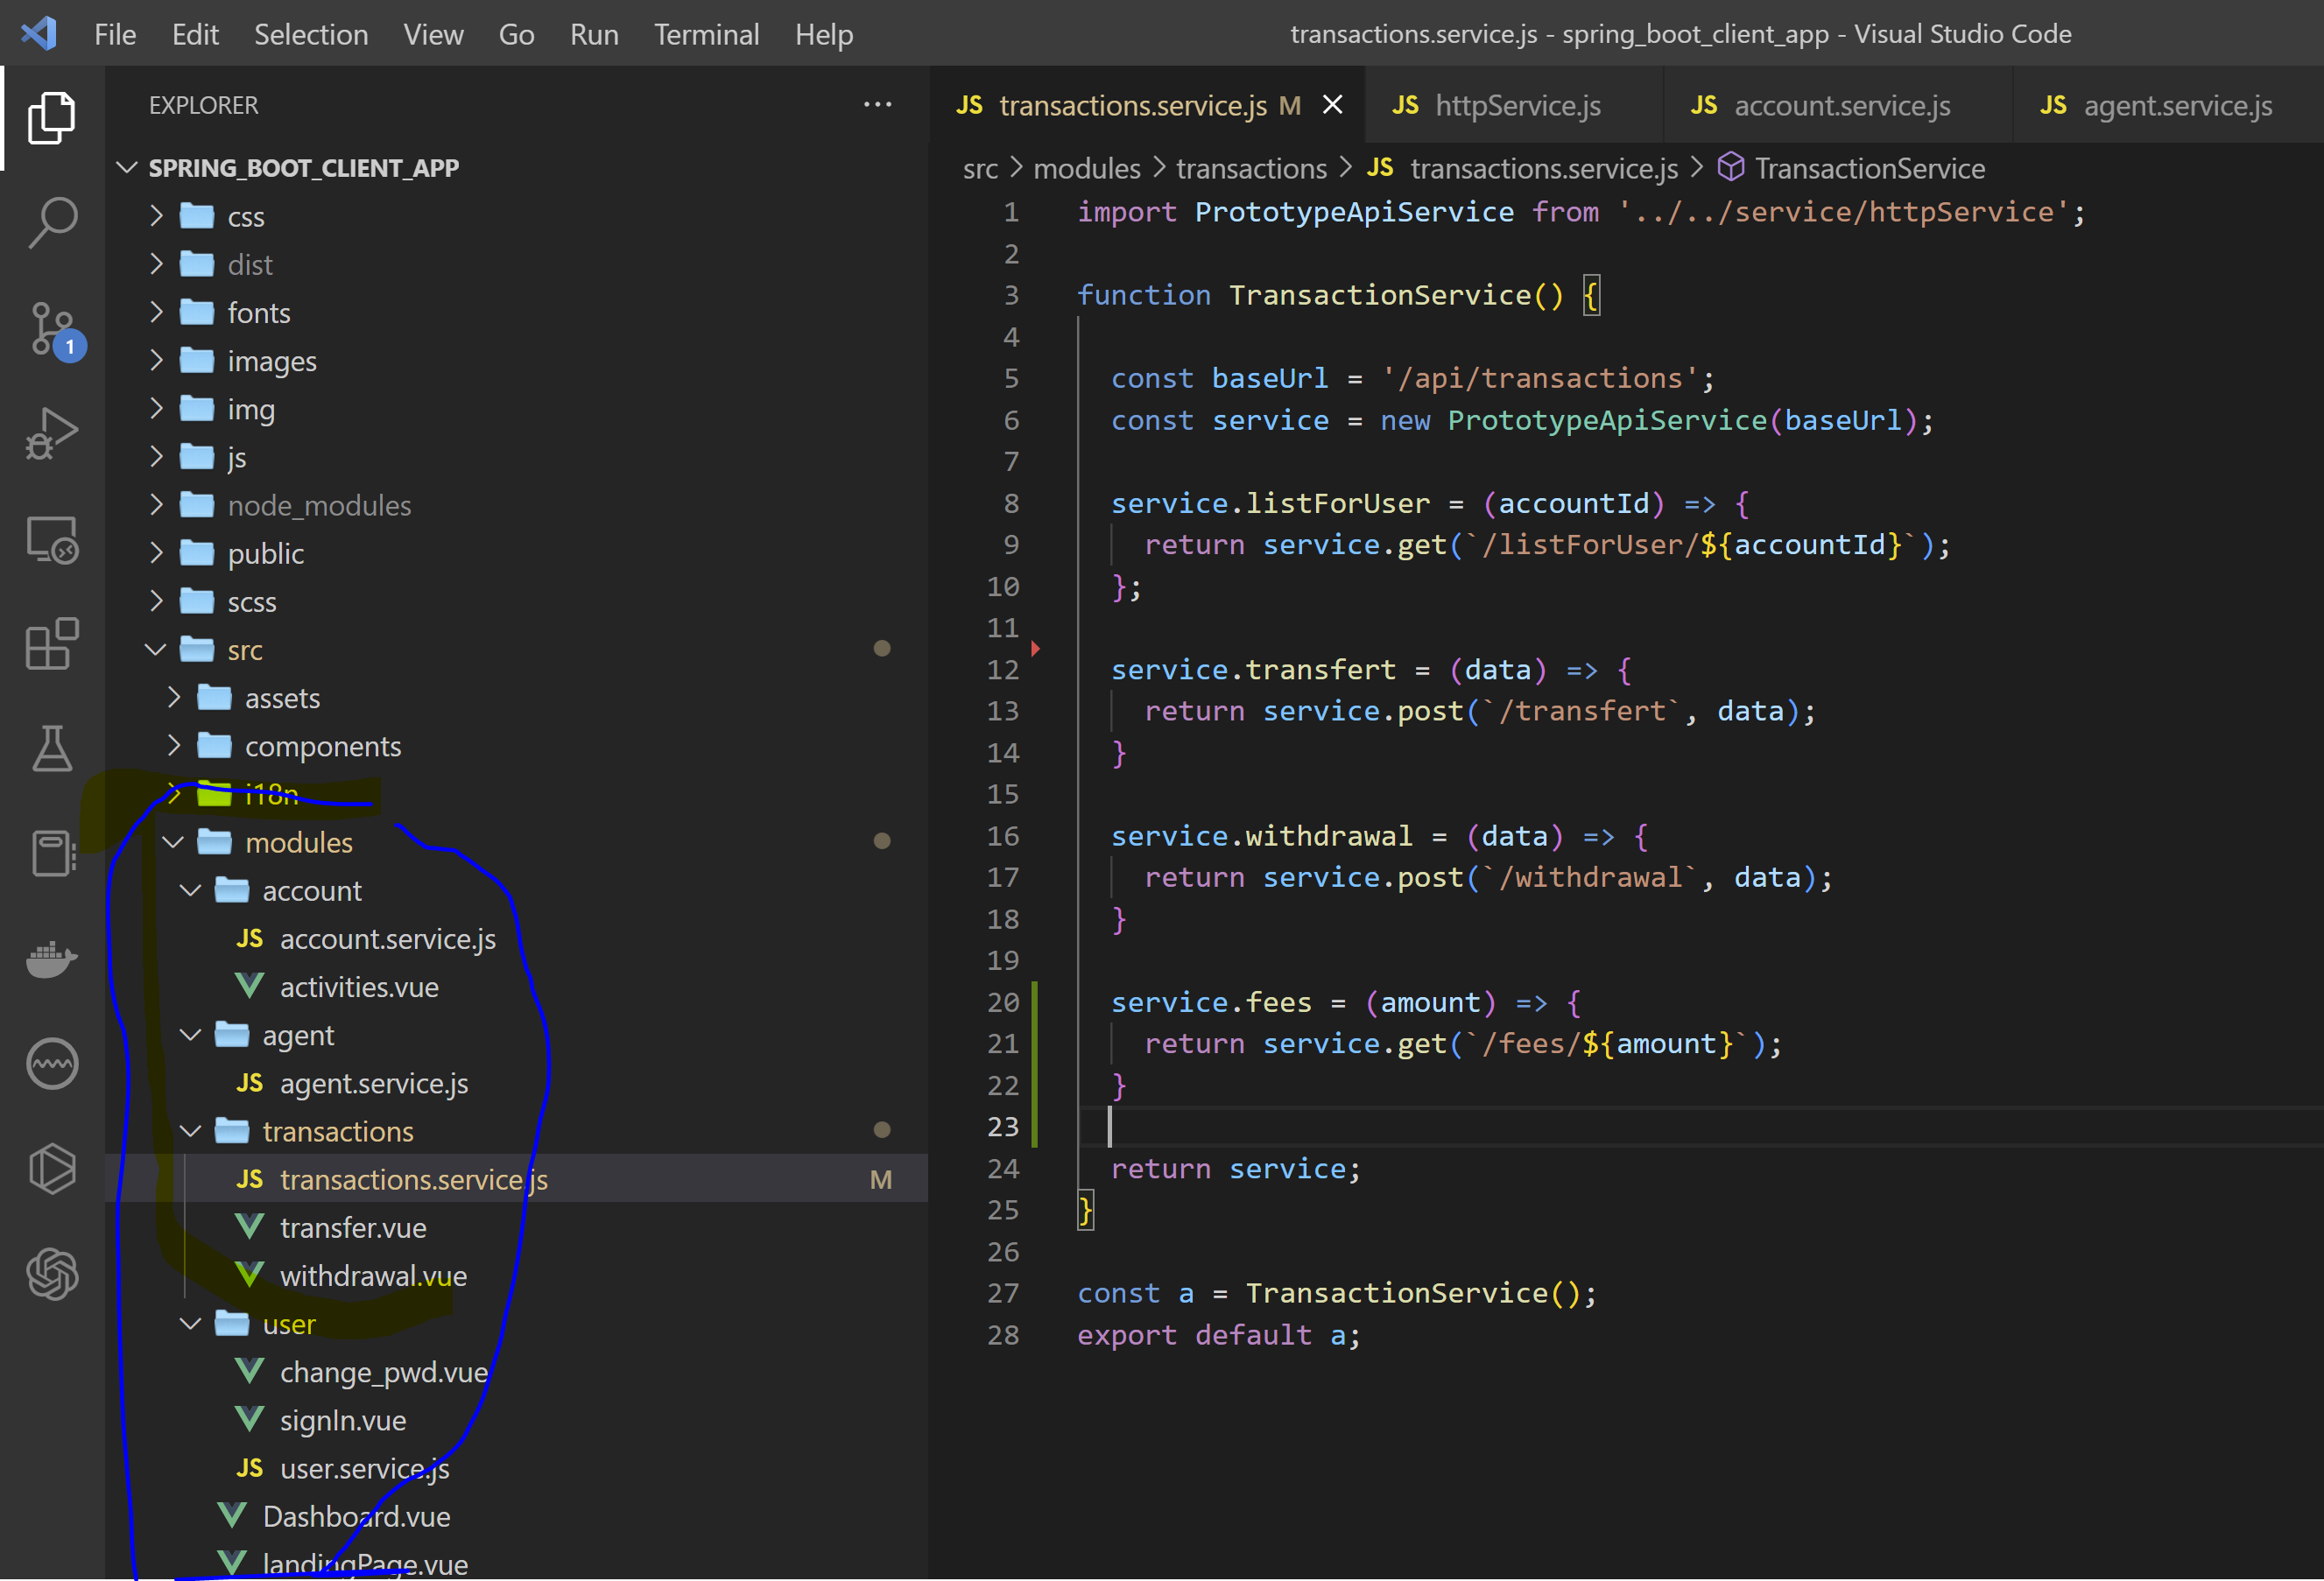 File Edit Selection View Go Run Terminal Help
transactions.service.js - spring_boot_client_app - Visual Studio Code
EXPLORER
SPRING_BOOT_CLIENT_APP
css
dist
fonts
images
img
js
node_modules
public
scss
src
assets
components
i18n
modules
account
JS account.service.js
activities.vue
agent
JS agent.service.js
transactions
JS transactions.service.js M
transfer.vue
withdrawal.vue
user
change_pwd.vue
signIn.vue
JS user.service.js
Dashboard.vue
landingPage.vue
1
JS transactions.service.js M JS httpService.js JS account.service.js JS agent.service.js
src > modules > transactions > JS transactions.service.js > TransactionService
1 import PrototypeApiService from '../../service/httpService';
2
3 function TransactionService() {
4
5 const baseUrl = '/api/transactions';
6 const service = new PrototypeApiService(baseUrl);
7
8 service.listForUser = (accountId) => {
9 return service.get(`/listForUser/${accountId}`);
10 };
11
12 service.transfert = (data) => {
13 return service.post(`/transfert`, data);
14 }
15
16 service.withdrawal = (data) => {
17 return service.post(`/withdrawal`, data);
18 }
19
20 service.fees = (amount) => {
21 return service.get(`/fees/${amount}`);
22 }
23
24 return service;
25 }
26
27 const a = TransactionService();
28 export default a;